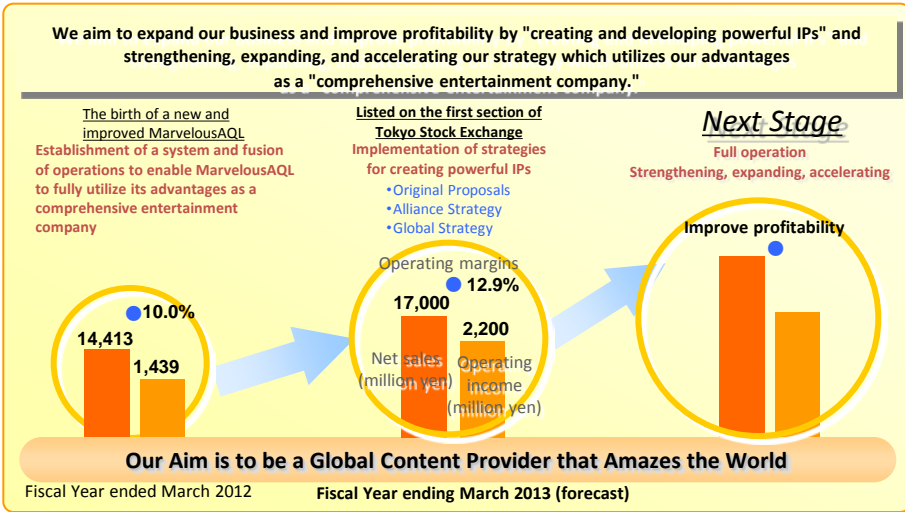 We aim to expand our business and improve profitability by "creating and developing powerful IPs" and
strengthening, expanding, and accelerating our strategy which utilizes our advantages
as a "comprehensive entertainment company."
The birth of a new and
improved MarvelousAQL
Establishment of a system and fusion
of operations to enable MarvelousAQL
to fully utilize its advantages as a
comprehensive entertainment
company
10.0%
14,413
1,439
Listed on the first section of
Tokyo Stock Exchange
Implementation of strategies
for creating powerful IPs
•Original Proposals
•Alliance Strategy
•Global Strategy
Operating margins
12.9%
17,000
2,200
Net sales
(million yen)
Operating
income
(million yen)
Next Stage
Full operation
Strengthening, expanding, accelerating
Improve profitability
Our Aim is to be a Global Content Provider that Amazes the World
Fiscal Year ended March 2012
Fiscal Year ending March 2013 (forecast)